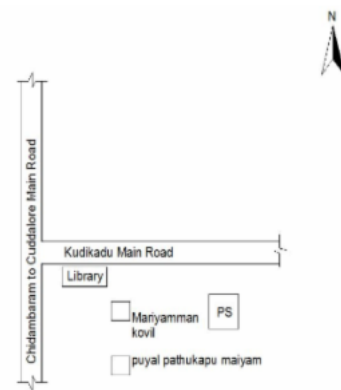 N
Chidambaram to Cuddalore Main Road
Kudikadu Main Road
Library
Mariyamman
kovil
PS
puyal pathukapu maiyam